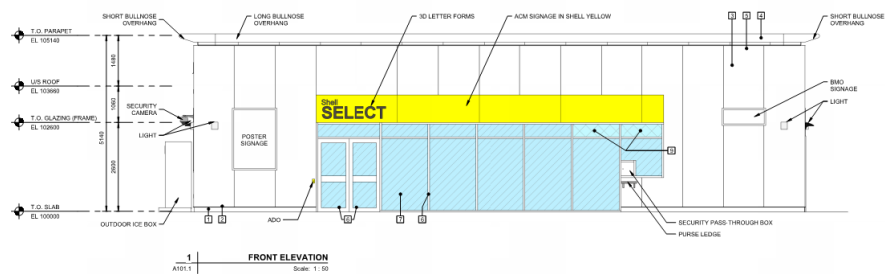 SHORT BULLNOSE
OVERHANG
LONG BULLNOSE
OVERHANG
3D LETTER FORMS
ACM SIGNAGE IN SHELL YELLOW
3
5
4
SHORT BULLNOSE
OVERHANG
T.O. PARAPET
EL 105140
1480
U/S ROOF
EL 103660
1060
SECURITY
CAMERA
T.O. GLAZING (FRAME)
EL 102600
LIGHT
5140
2600
Shell
SELECT
POSTER
SIGNAGE
BMO
SIGNAGE
LIGHT
9
T.O. SLAB
EL 100000
OUTDOOR ICE BOX
1
2
ADO
8
7
6
SECURITY PASS-THROUGH BOX
PURSE LEDGE
1
A101.1
FRONT ELEVATION
Scale: 1 : 50